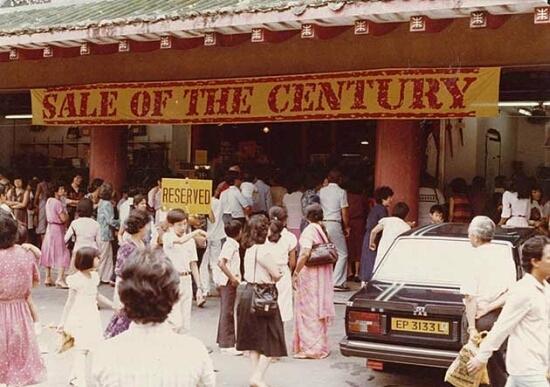 SALE OF THE CENTURY
RESERVED
EP 3133 L